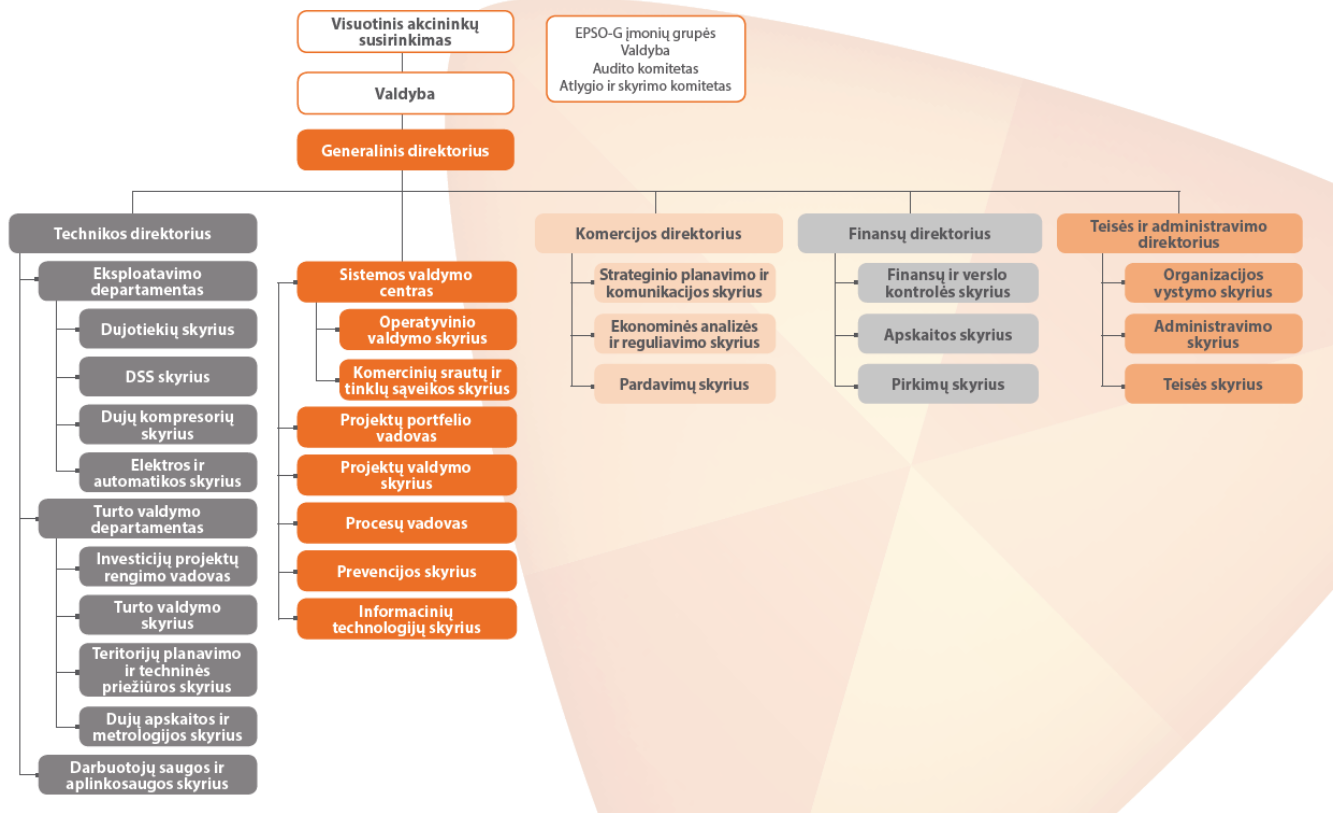 Visuotinis akcininkų
susirinkimas
EPSO-G įmonių grupės
Valdyba
Audito komitetas
Atlygio ir skyrimo komitetas
Valdyba
Generalinis direktorius
Technikos direktorius
Eksploatavimo
departamentas
Dujotiekių skyrius
DSS skyrius
Dujų kompresorių
skyrius
Elektros ir
automatikos skyrius
Turto valdymo
departamentas
Investicijų projektų
rengimo vadovas
Turto valdymo
skyrius
Teritorijų planavimo
ir techninės
priežiūros skyrius
Dujų apskaitos ir
metrologijos skyrius
Darbuotojų saugos ir
aplinkosaugos skyrius
Sistemos valdymo
centras
Operatyvinio
valdymo skyrius
Komercinių srautų ir
tinklų sąveikos skyrius
Projektų portfelio
vadovas
Projektų valdymo
skyrius
Procesų vadovas
Prevencijos skyrius
Informacinių
technologijų skyrius
Komercijos direktorius
Strateginio planavimo ir
komunikacijos skyrius
Ekonominės analizės
ir reguliavimo skyrius
Pardavimų skyrius
Finansų direktorius
Finansų ir verslo
kontrolės skyrius
Apskaitos skyrius
Pirkimų skyrius
Teisės ir administravimo
direktorius
Organizacijos
vystymo skyrius
Administravimo
skyrius
Teisės skyrius